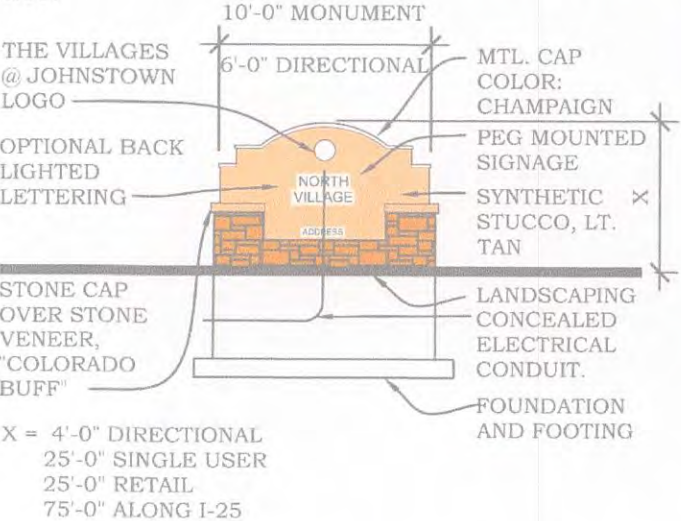 10'-0" MONUMENT
6'-0" DIRECTIONAL
THE VILLAGES
@ JOHNSTOWN
LOGO
OPTIONAL BACK
LIGHTED
LETTERING
MTL. CAP
COLOR:
CHAMPAIGN
PEG MOUNTED
SIGNAGE
SYNTHETIC
STUCCO, LT.
TAN
X
NORTH
VILLAGE
ADDRESS
STONE CAP
OVER STONE
VENEER,
"COLORADO
BUFF"
LANDSCAPING
CONCEALED
ELECTRICAL
CONDUIT.
FOUNDATION
AND FOOTING
X = 4'-0" DIRECTIONAL
25'-0" SINGLE USER
25'-0" RETAIL
75'-0" ALONG I-25